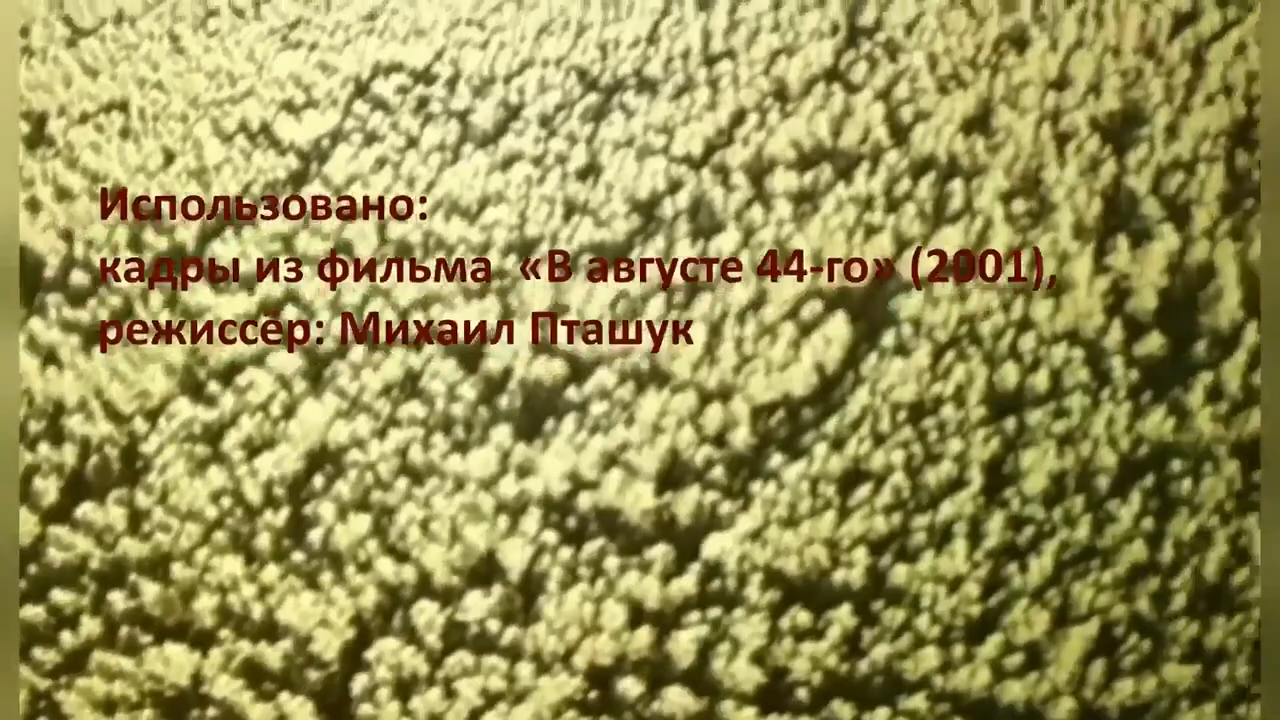 Использовано:
кадры из фильма «В августе 44-го» (2001),
режиссёр: Михаил Пташук